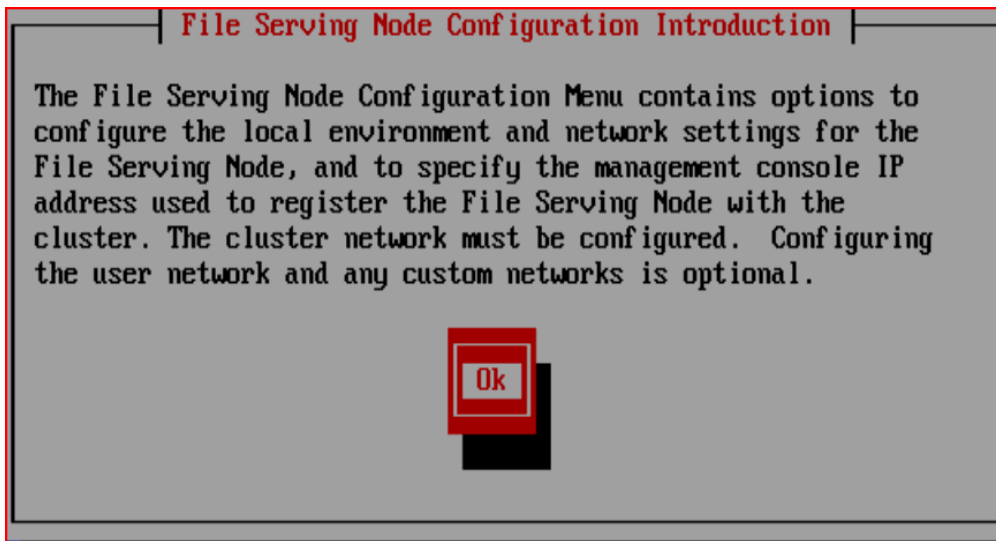 File Serving Node Configuration Introduction
The File Serving Node Configuration Menu contains options to
configure the local environment and network settings for the
File Serving Node, and to specify the management console IP
address used to register the File Serving Node with the
cluster. The cluster network must be configured.  Configuring
the user network and any custom networks is optional.
Ok